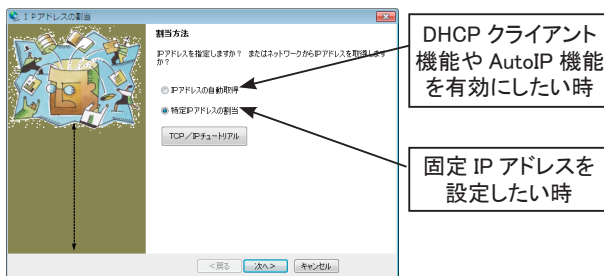 IPアドレスの割当
割当方法
IPアドレスを指定しますか？ またはネットワークからIPアドレスを取得します
か？
IPアドレスの自動取得
特定IPアドレスの割当
TCP／IPチュートリアル
<戻る
次へ>
キャンセル
DHCP クライアント
機能や AutoIP 機能
を有効にしたい時
固定 IP アドレスを
設定したい時